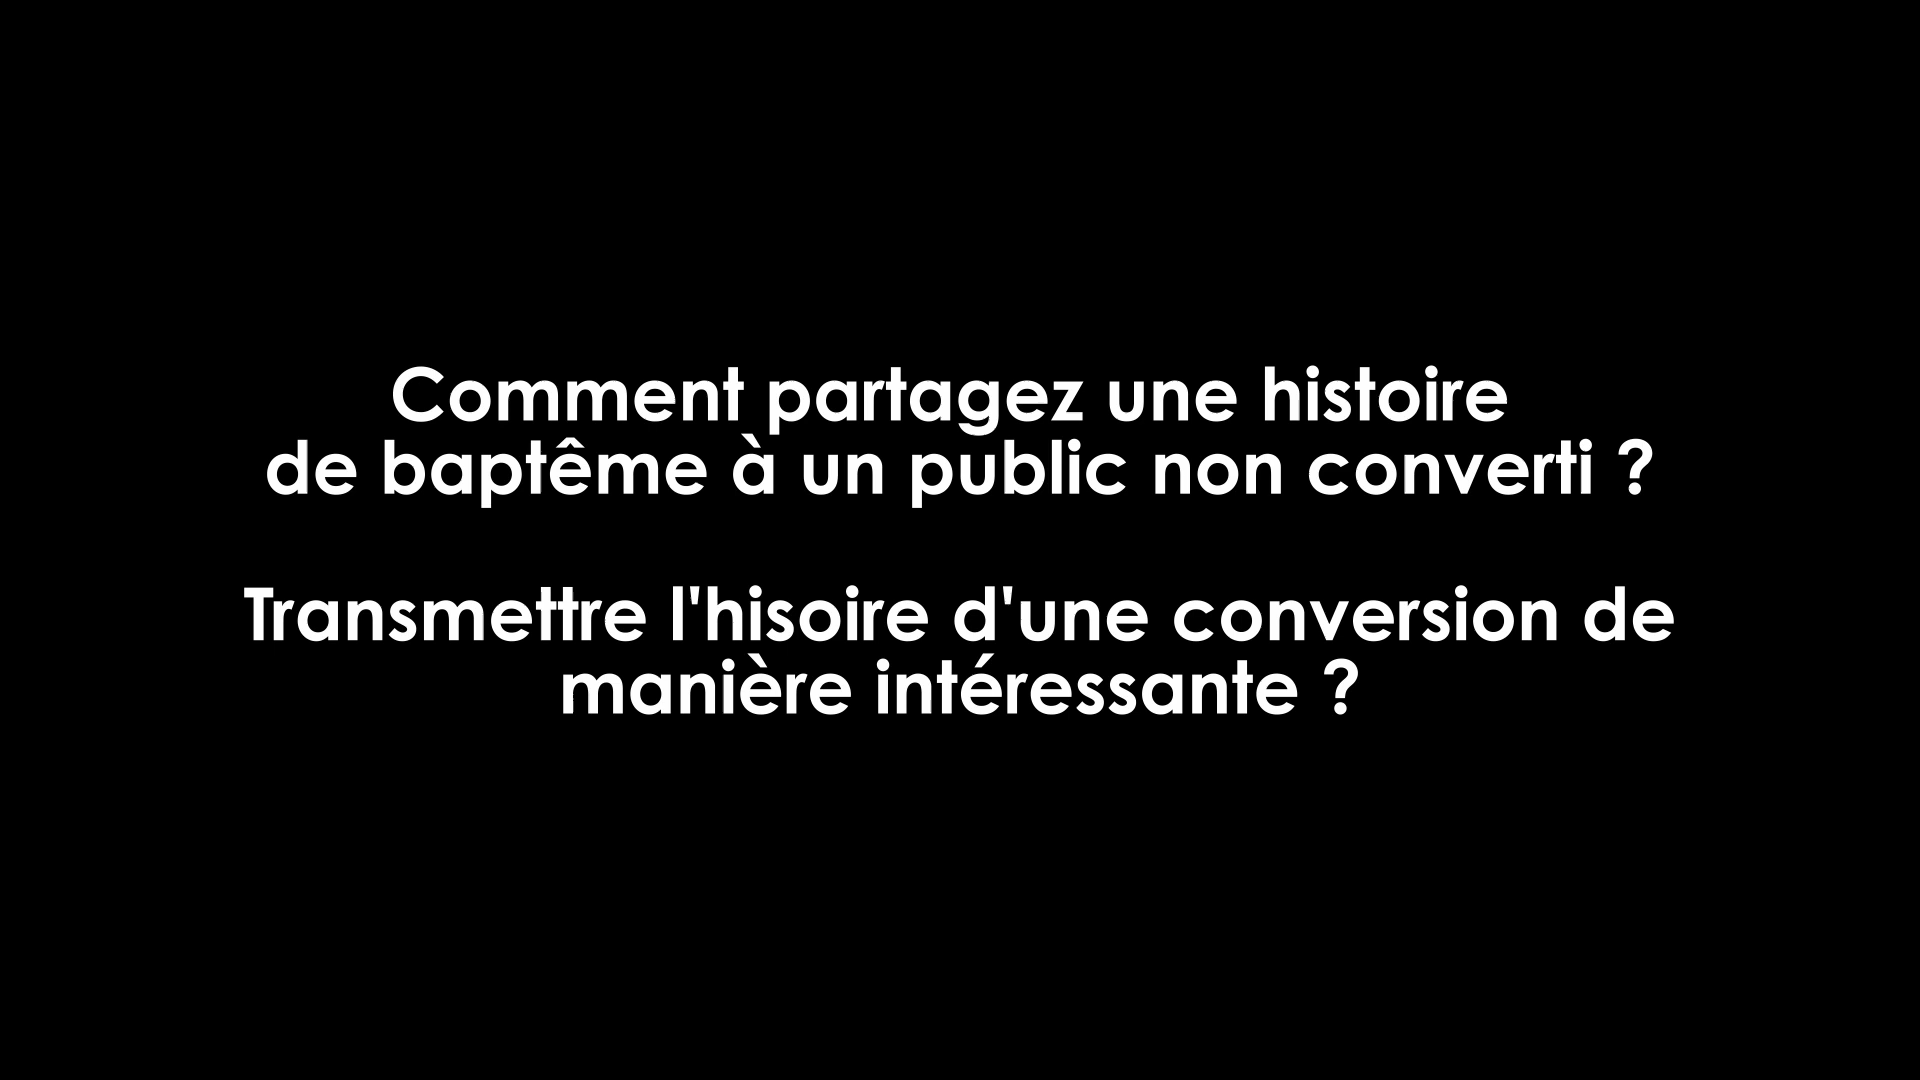 Comment partagez une histoire
de baptême à un public non converti ?
Transmettre l'hisoire d'une conversion de
manière intéressante ?